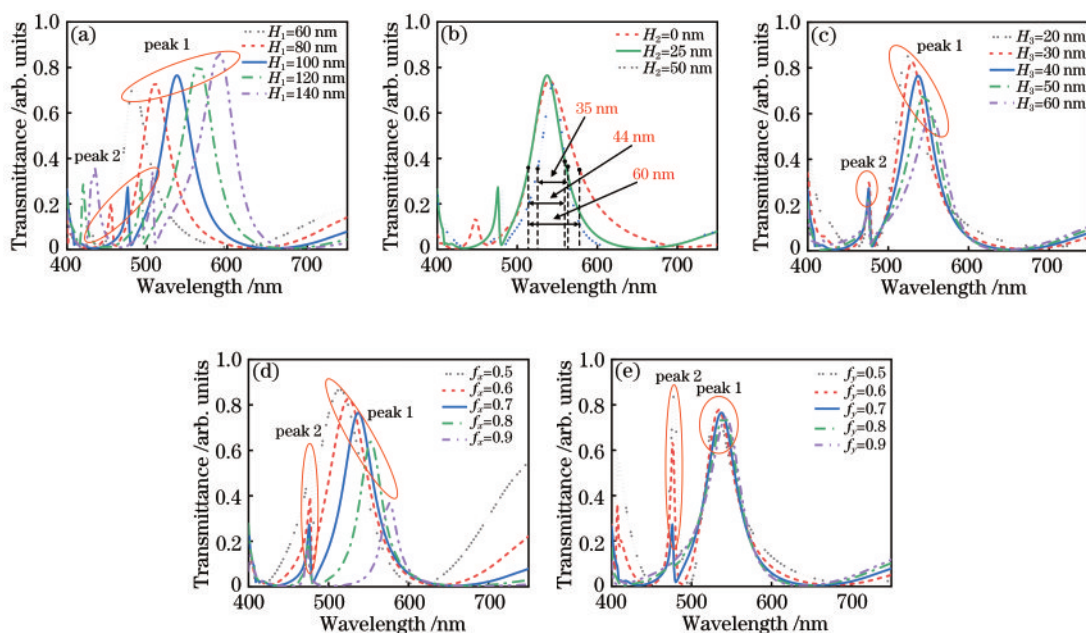 (a)
H₁=60 nm
H₁=80 nm
H₁=100 nm
H₁=120 nm
H₁=140 nm
peak 1
peak 2
Transmittance /arb. units
1.0
0.8
0.6
0.4
0.2
0
400 500 600 700
Wavelength /nm
(b)
H₂=0 nm
H₂=25 nm
H₂=50 nm
35 nm
44 nm
60 nm
Transmittance /arb. units
1.0
0.8
0.6
0.4
0.2
0
400 500 600 700
Wavelength /nm
(c)
H₃=20 nm
H₃=30 nm
H₃=40 nm
H₃=50 nm
H₃=60 nm
peak 1
peak 2
Transmittance /arb. units
1.0
0.8
0.6
0.4
0.2
0
400 500 600 700
Wavelength /nm
(d)
fₓ=0.5
fₓ=0.6
fₓ=0.7
fₓ=0.8
fₓ=0.9
peak 1
peak 2
Transmittance /arb. units
1.0
0.8
0.6
0.4
0.2
0
400 500 600 700
Wavelength /nm
(e)
f_y=0.5
f_y=0.6
f_y=0.7
f_y=0.8
f_y=0.9
peak 2
peak 1
Transmittance /arb. units
1.0
0.8
0.6
0.4
0.2
0
400 500 600 700
Wavelength /nm